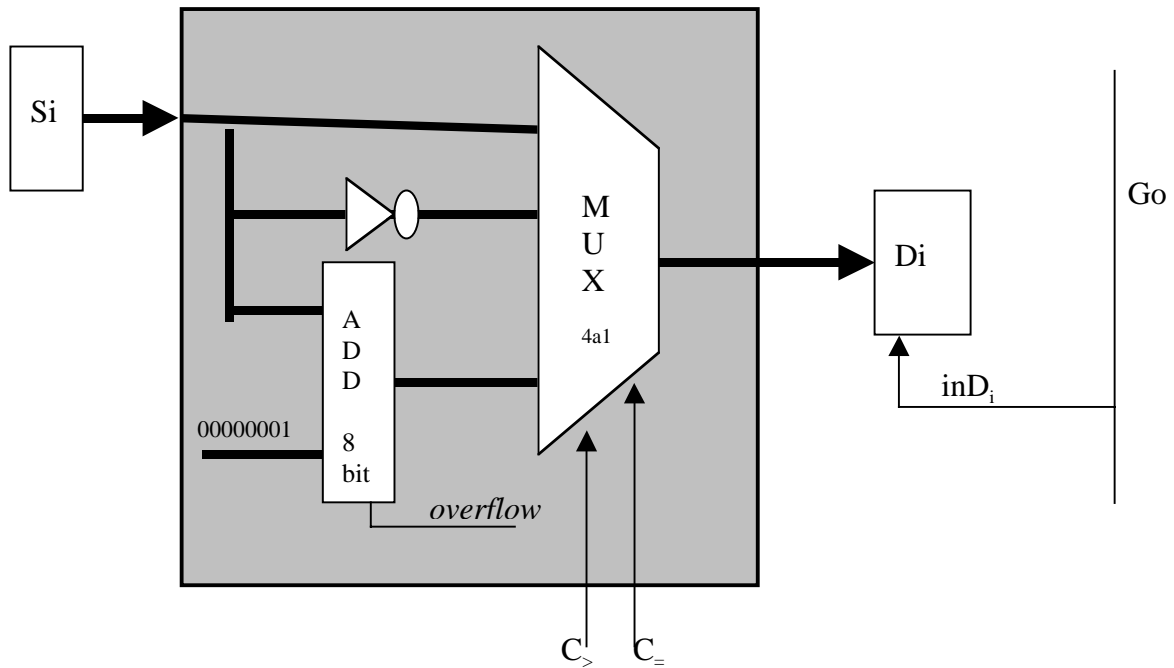 Si
M
U
X
4a1
A
D
D
8
bit
00000001
overflow
Di
Go
inDᵢ
C>
C=